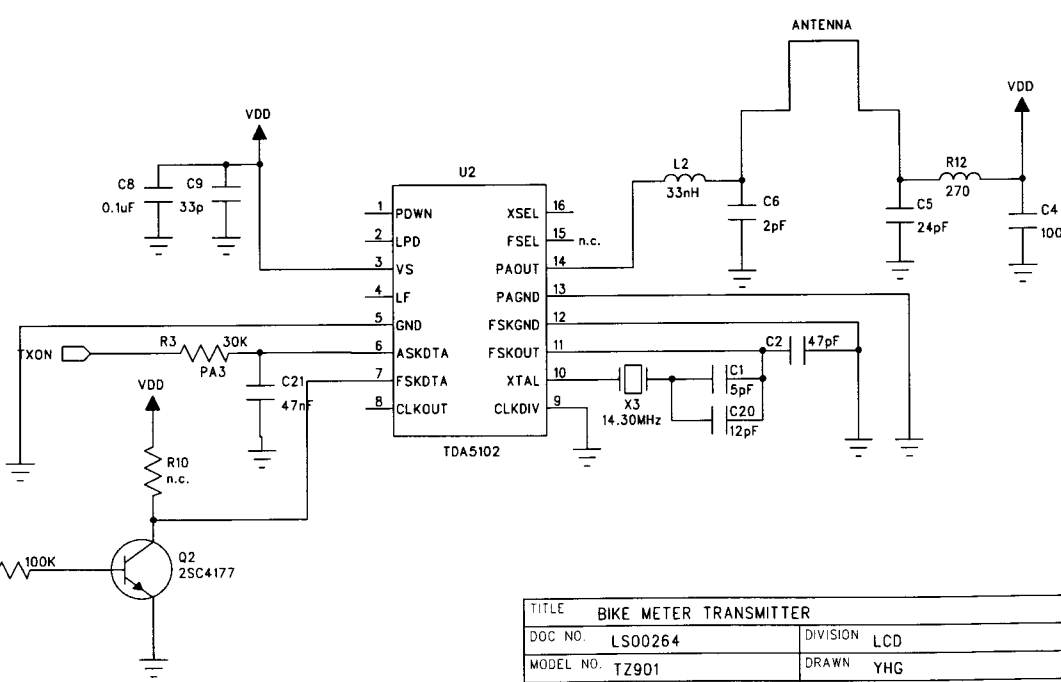 ANTENNA
VDD
VDD
C8
0.1uF
C9
33p
U2
L2
33nH
R12
270
C6
2pF
C5
24pF
C4
100
1 PDWN XSEL 16
2 LPD FSEL 15 n.c.
3 VS PAOUT 14
4 LF PAGND 13
5 GND FSKGND 12
6 ASKDTA FSKOUT 11
7 FSKDTA XTAL 10
8 CLKOUT CLKDIV 9
TDA5102
TXON
R3 30K
PA3
C21
47nF
C2 47pF
C1
5pF
C20
12pF
X3
14.30MHz
VDD
R10
n.c.
100K
Q2
2SC4177
TITLE BIKE METER TRANSMITTER
DOC NO. LS00264 DIVISION LCD
MODEL NO. TZ901 DRAWN YHG